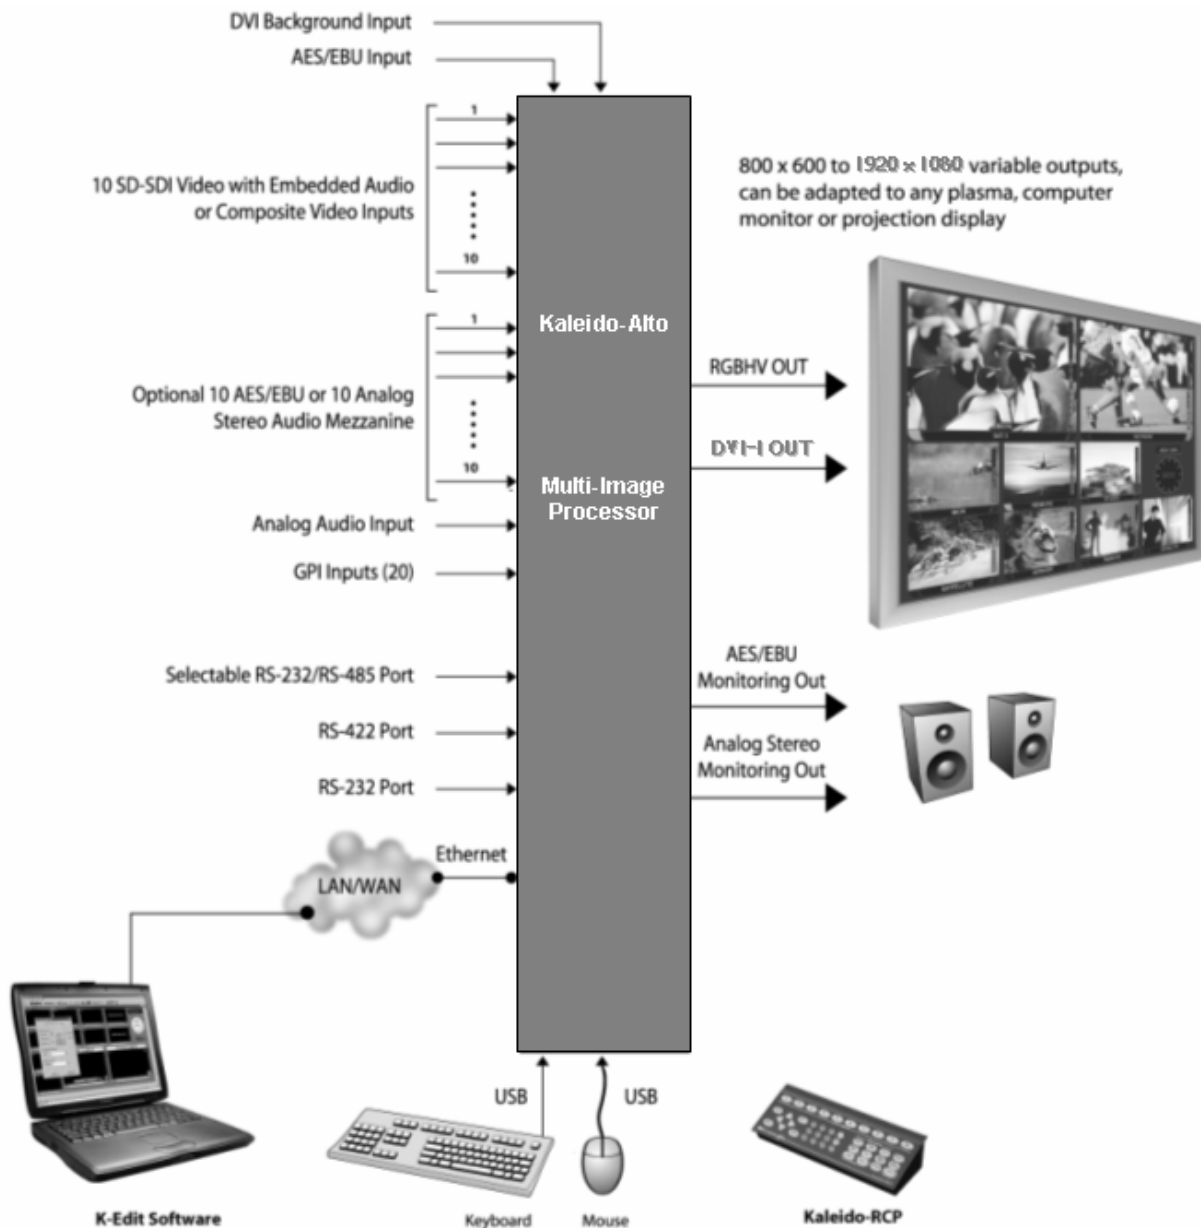 DVI Background Input
AES/EBU Input
1
10 SD-SDI Video with Embedded Audio
or Composite Video Inputs
10
800 x 600 to 1920 x 1080 variable outputs,
can be adapted to any plasma, computer
monitor or projection display
Kaleido-Alto
1
Optional 10 AES/EBU or 10 Analog
Stereo Audio Mezzanine
10
RGBHV OUT
DVI-I OUT
Multi-Image
Processor
Analog Audio Input
GPI Inputs (20)
Selectable RS-232/RS-485 Port
RS-422 Port
RS-232 Port
AES/EBU
Monitoring Out
Analog Stereo
Monitoring Out
Ethernet
LAN/WAN
USB
USB
K-Edit Software
Keyboard
Mouse
Kaleido-RCP